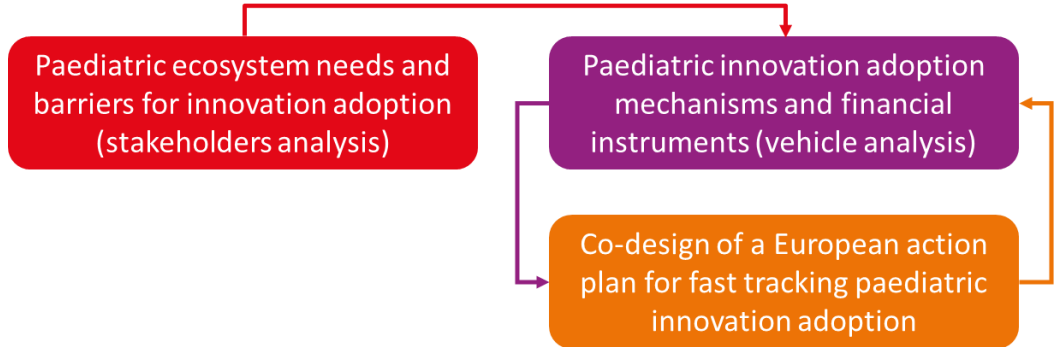 Paediatric ecosystem needs and
barriers for innovation adoption
(stakeholders analysis)
Paediatric innovation adoption
mechanisms and financial
instruments (vehicle analysis)
Co-design of a European action
plan for fast tracking paediatric
innovation adoption